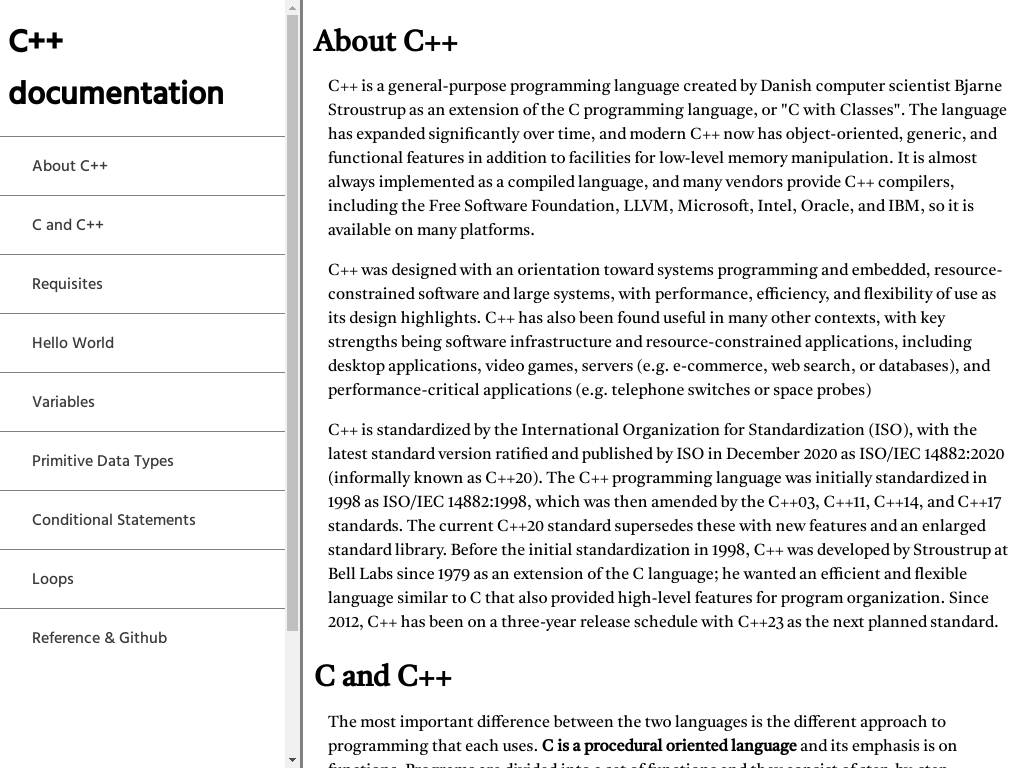 C++
documentation
About C++
C and C++
Requisites
Hello World
Variables
Primitive Data Types
Conditional Statements
Loops
Reference & Github
About C++
C++ is a general-purpose programming language created by Danish computer scientist Bjarne
Stroustrup as an extension of the C programming language, or "C with Classes". The language
has expanded significantly over time, and modern C++ now has object-oriented, generic, and
functional features in addition to facilities for low-level memory manipulation. It is almost
always implemented as a compiled language, and many vendors provide C++ compilers,
including the Free Software Foundation, LLVM, Microsoft, Intel, Oracle, and IBM, so it is
available on many platforms.
C++ was designed with an orientation toward systems programming and embedded, resource-
constrained software and large systems, with performance, efficiency, and flexibility of use as
its design highlights. C++ has also been found useful in many other contexts, with key
strengths being software infrastructure and resource-constrained applications, including
desktop applications, video games, servers (e.g. e-commerce, web search, or databases), and
performance-critical applications (e.g. telephone switches or space probes)
C++ is standardized by the International Organization for Standardization (ISO), with the
latest standard version ratified and published by ISO in December 2020 as ISO/IEC 14882:2020
(informally known as C++20). The C++ programming language was initially standardized in
1998 as ISO/IEC 14882:1998, which was then amended by the C++03, C++11, C++14, and C++17
standards. The current C++20 standard supersedes these with new features and an enlarged
standard library. Before the initial standardization in 1998, C++ was developed by Stroustrup at
Bell Labs since 1979 as an extension of the C language; he wanted an efficient and flexible
language similar to C that also provided high-level features for program organization. Since
2012, C++ has been on a three-year release schedule with C++23 as the next planned standard.
C and C++
The most important difference between the two languages is the different approach to
programming that each uses. C is a procedural oriented language and its emphasis is on
functions. Programs are divided into a set of functions and they consist of step-by-step